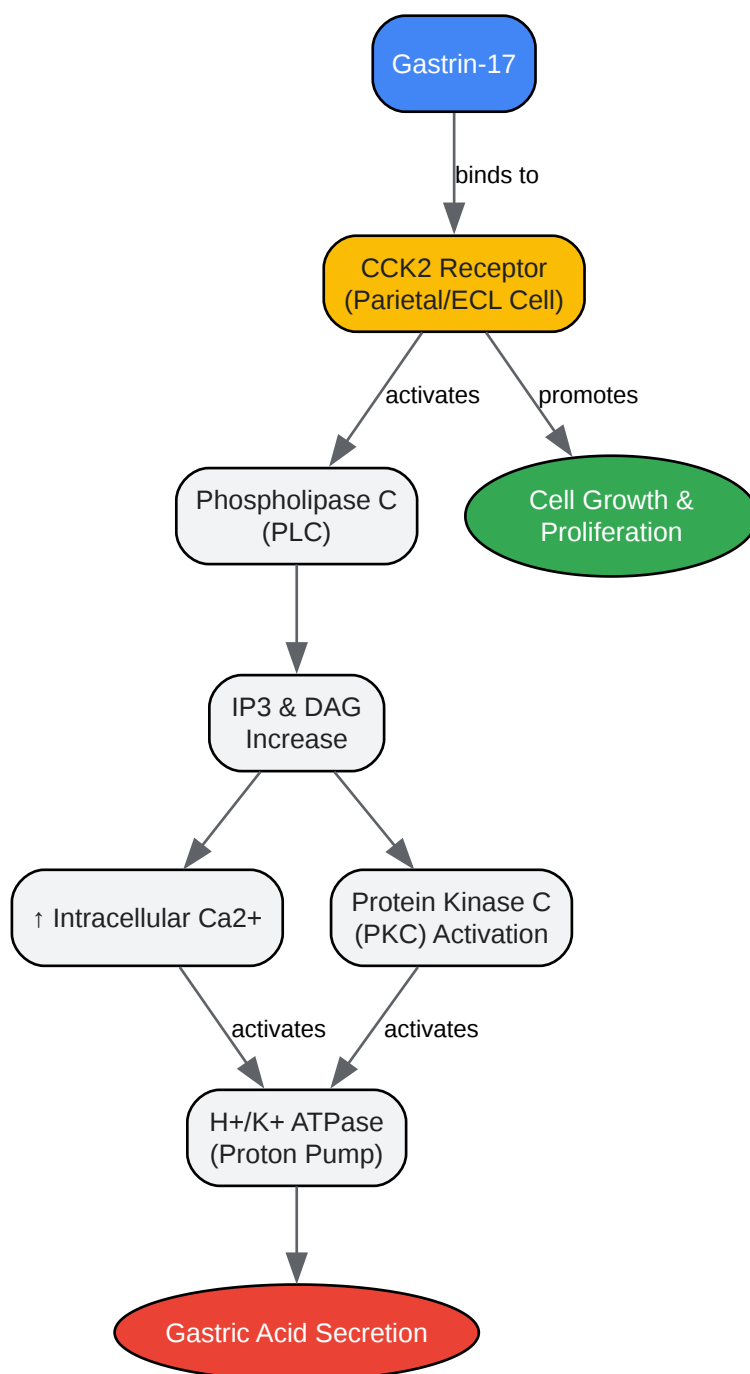 Gastrin-17
binds to
CCK2 Receptor
(Parietal/ECL Cell)
activates
promotes
Phospholipase C
(PLC)
Cell Growth &
Proliferation
IP3 & DAG
Increase
↑ Intracellular Ca2+
Protein Kinase C
(PKC) Activation
activates
activates
H+/K+ ATPase
(Proton Pump)
Gastric Acid Secretion